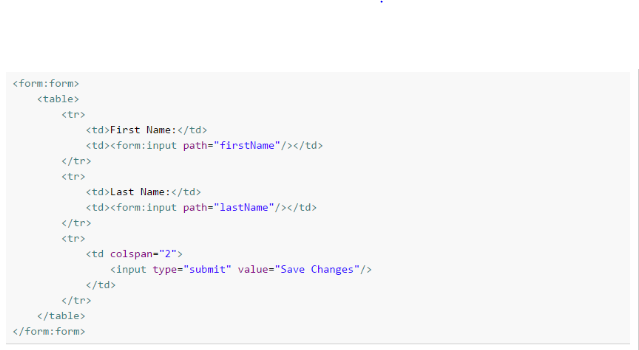 <form:form>
    <table>
        <tr>
            <td>First Name:</td>
            <td><form:input path="firstName"/></td>
        </tr>
        <tr>
            <td>Last Name:</td>
            <td><form:input path="lastName"/></td>
        </tr>
        <tr>
            <td colspan="2">
                <input type="submit" value="Save Changes"/>
            </td>
        </tr>
    </table>
</form:form>